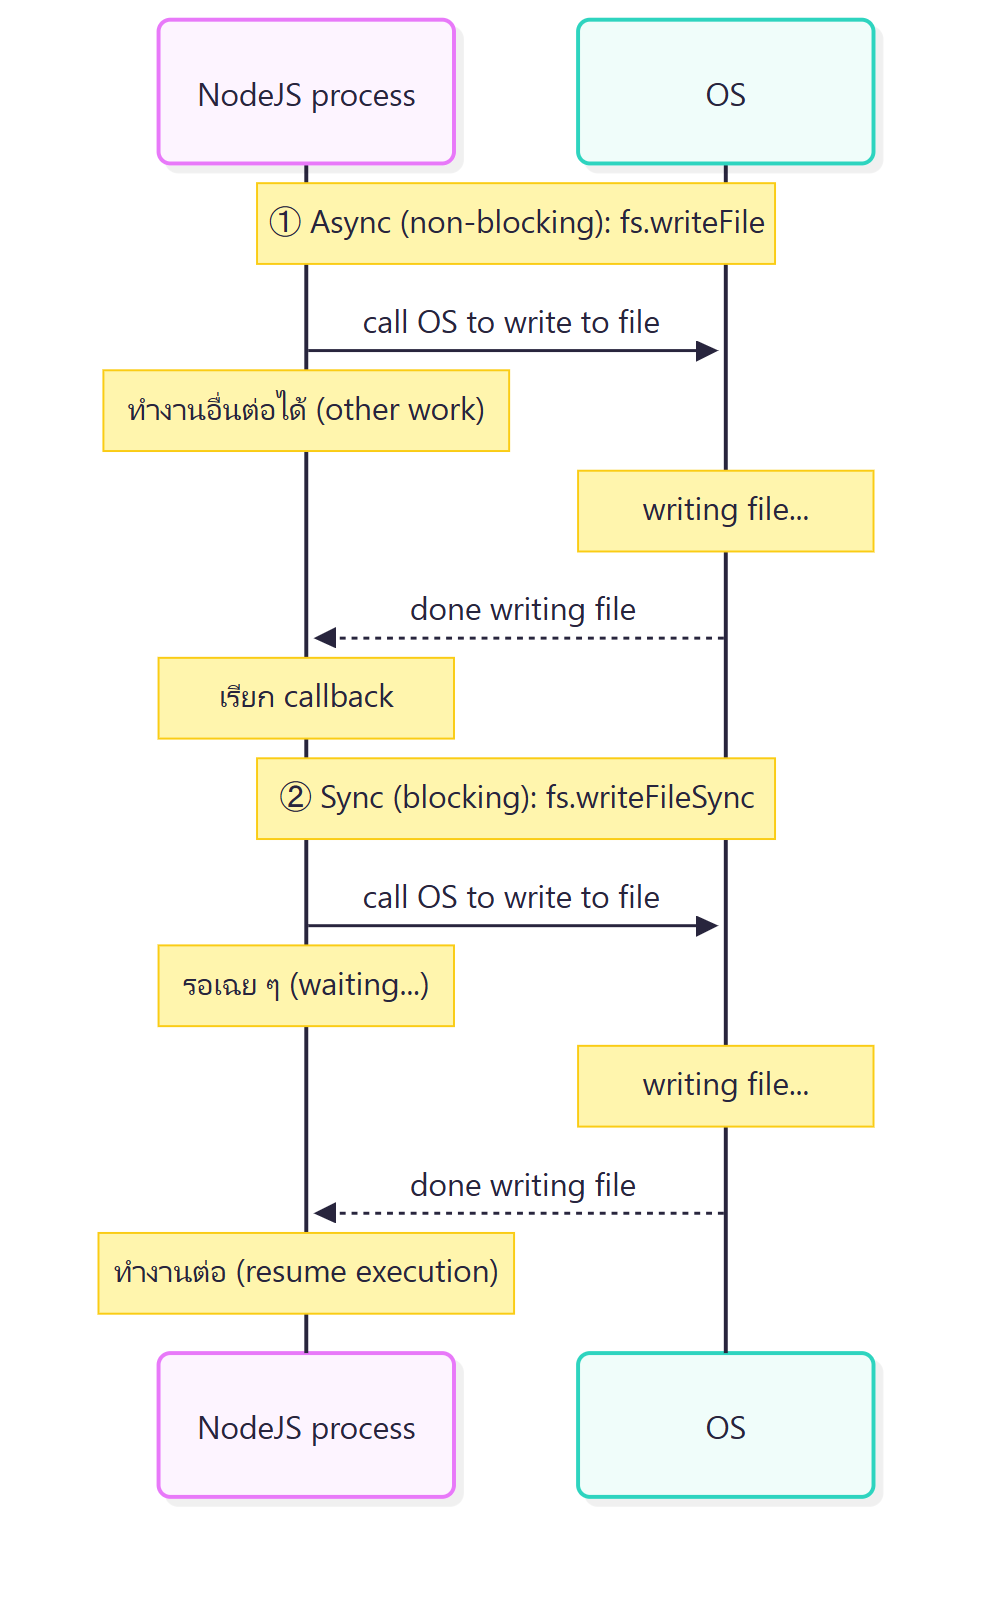 NodeJS process
OS
① Async (non-blocking): fs.writeFile
call OS to write to file
ทำงานอื่นต่อได้ (other work)
writing file...
done writing file
เรียก callback
② Sync (blocking): fs.writeFileSync
call OS to write to file
รอเฉย ๆ (waiting...)
writing file...
done writing file
ทำงานต่อ (resume execution)
NodeJS process
OS